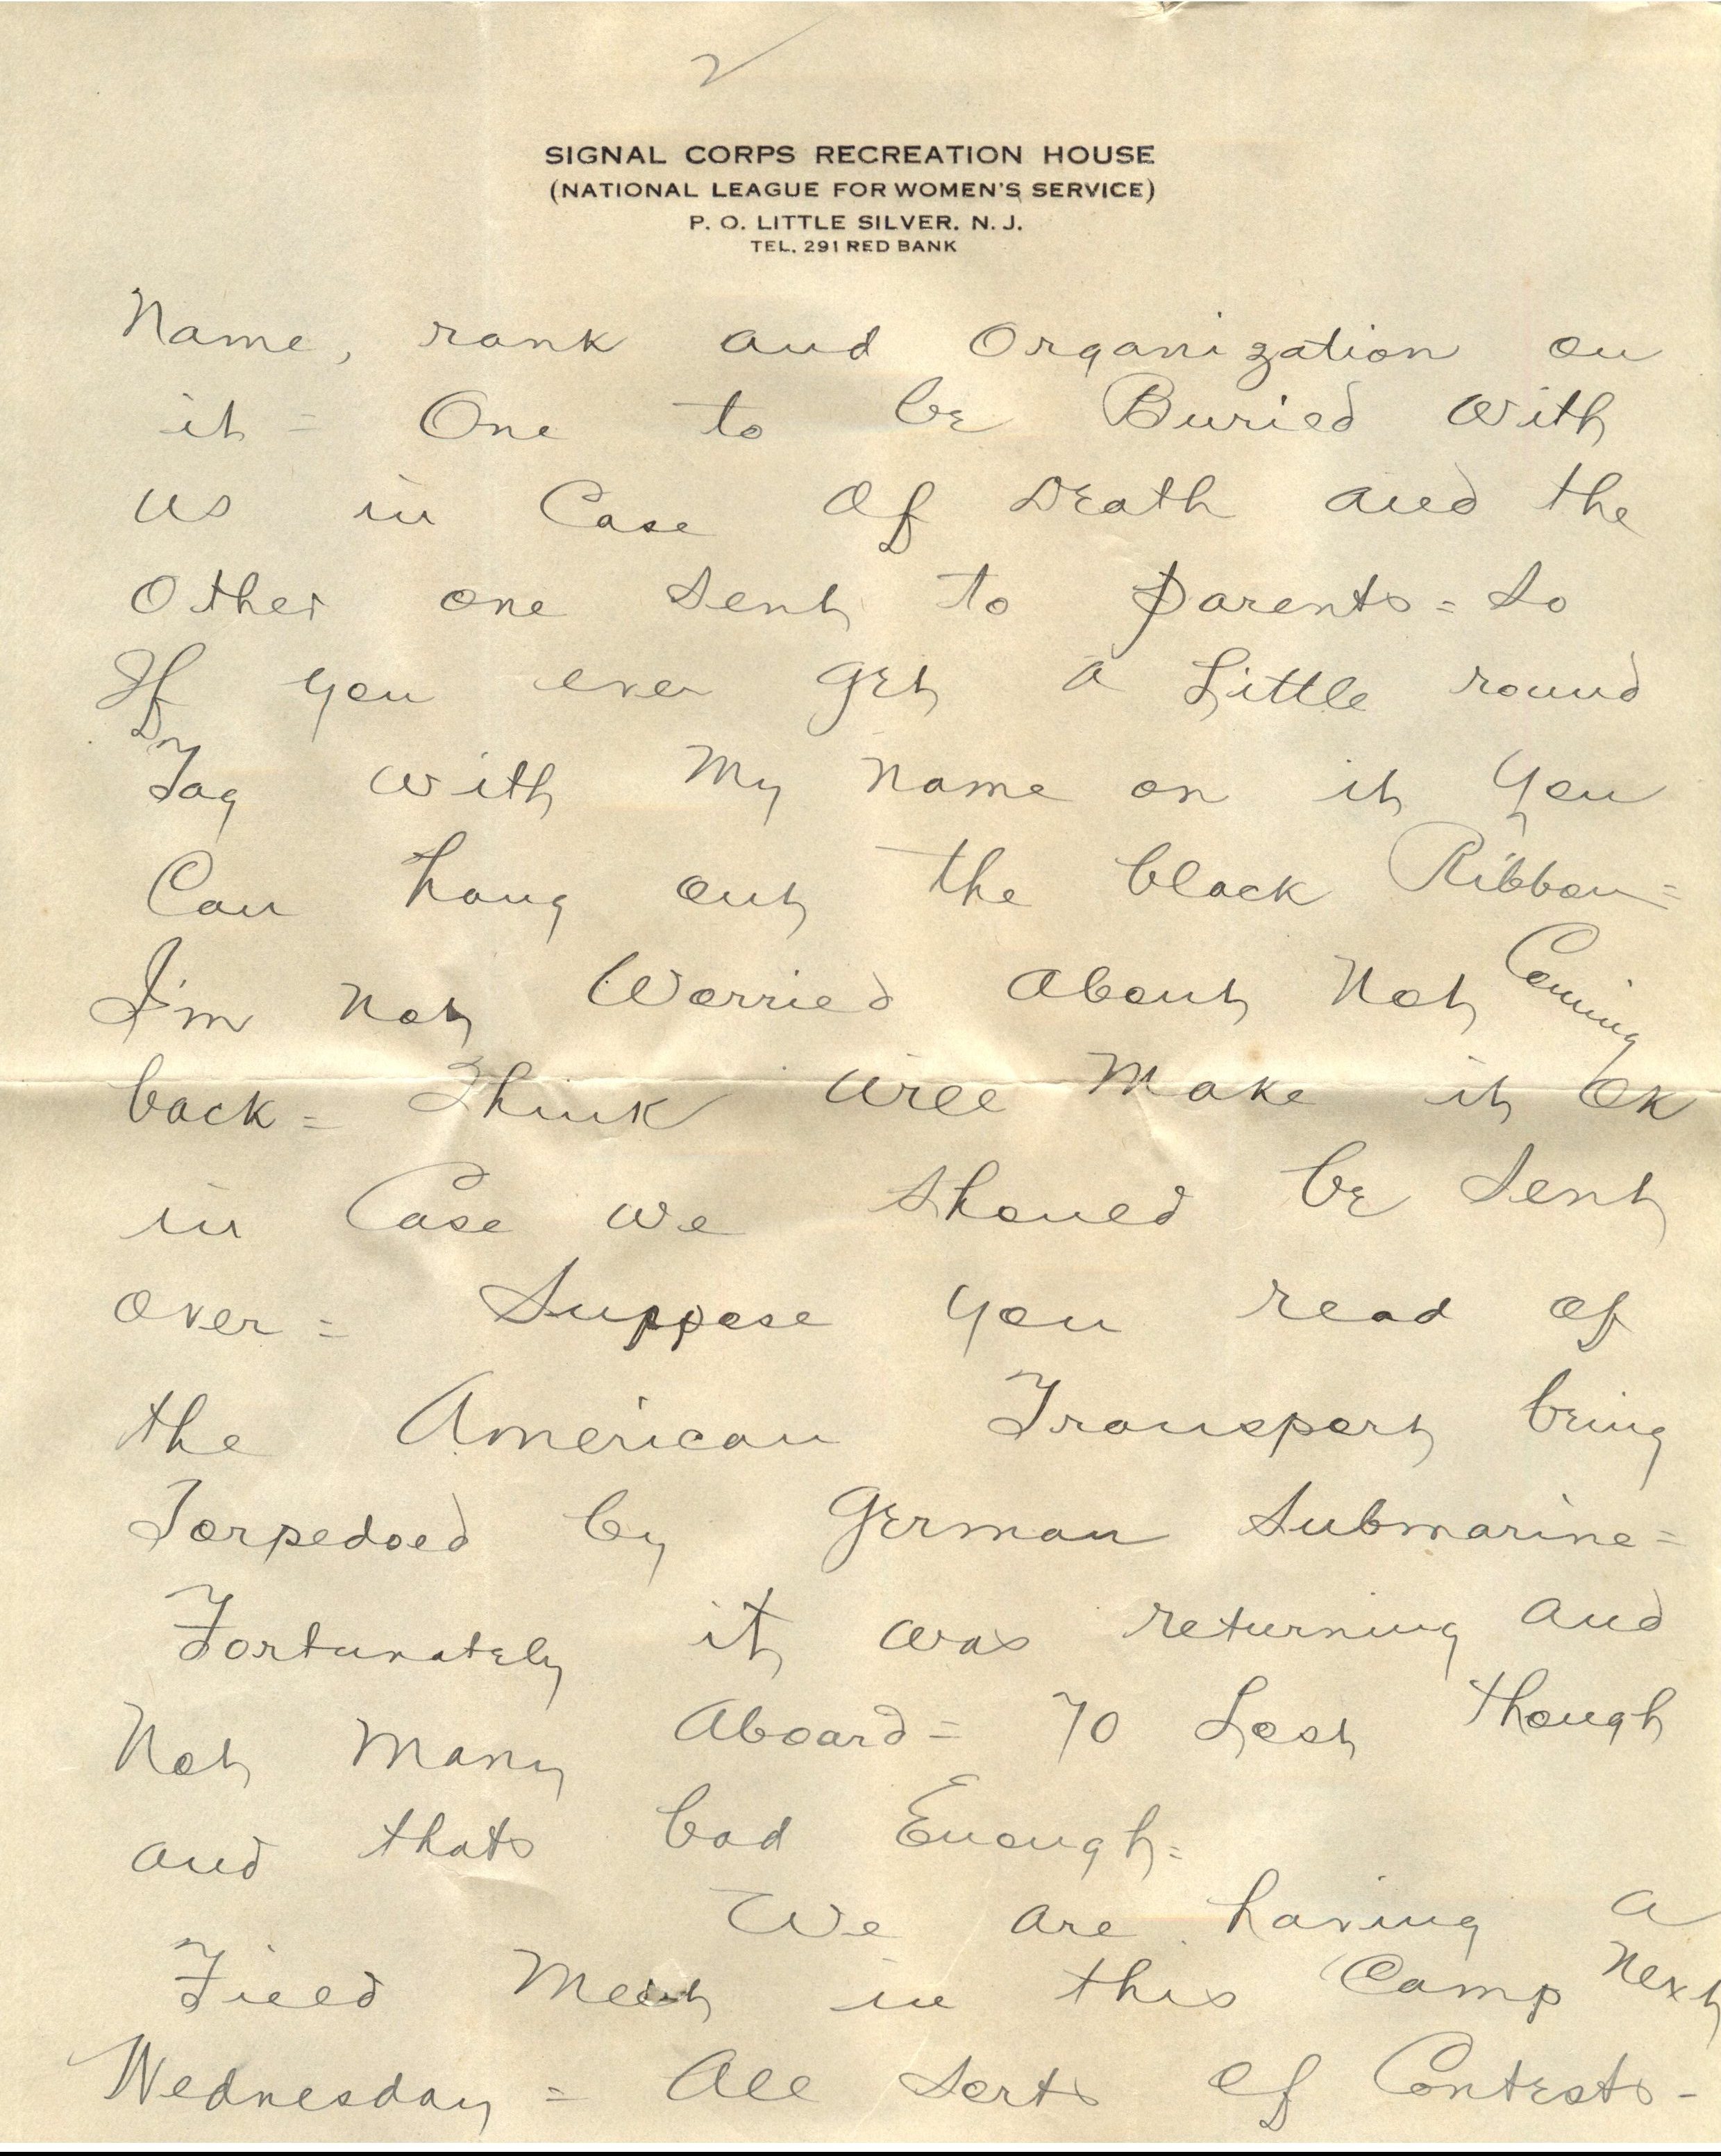 2
SIGNAL CORPS RECREATION HOUSE
(NATIONAL LEAGUE FOR WOMEN'S SERVICE)
P. O. LITTLE SILVER, N. J.
TEL. 291 RED BANK
Name, rank and Organization on
it = One to be Buried with
us in Case Of Death and the
Other one Sent to Parents = So
If you ever get a Little round
Tag with My Name on it you
Can hang out the black Ribbon =
I'm Not Worried About Not Coming
back = Think will Make it OK
in Case we should be Sent
over = Suppose you read of
the American Transport being
Torpedoed by German Submarine =
Fortunately it was returning and
Not Many Aboard = 70 Lost though
and thats bad Enough =
We are having a
Field Meet in this Camp Next
Wednesday = All Sorts of Contests -